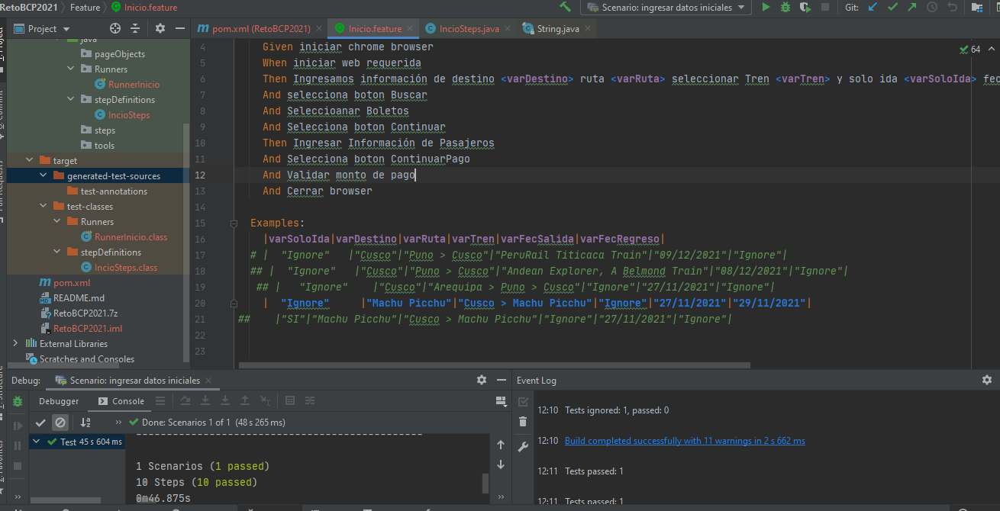 RetoBCP2021 Feature Inicio.feature Scenario: ingresar datos iniciales Git:
Project pom.xml (RetoBCP2021) Inicio.feature IncioSteps.java String.java
java
pageObjects
Runners
RunnerInicio
stepDefinitions
IncioSteps
steps
tools
target
generated-test-sources
test-annotations
test-classes
Runners
RunnerInicio.class
stepDefinitions
IncioSteps.class
pom.xml
README.md
RetoBCP2021.7z
RetoBCP2021.iml
External Libraries
Scratches and Consoles
64
4 Given iniciar chrome browser
5 When iniciar web requerida
6 Then Ingresamos información de destino <varDestino> ruta <varRuta> seleccionar Tren <varTren> y solo ida <varSoloIda> fec
7 And selecciona boton Buscar
8 And Seleccioanar Boletos
9 And Selecciona boton Continuar
10 Then Ingresar Información de Pasajeros
11 And Selecciona boton ContinuarPago
12 And Validar monto de pago
13 And Cerrar browser
14
15 Examples:
16 |varSoloIda|varDestino|varRuta|varTren|varFecSalida|varFecRegreso|
17 # | "Ignore" |"Cusco"|"Puno > Cusco"|"PeruRail Titicaca Train"|"09/12/2021"|"Ignore"|
18 ## | "Ignore" |"Cusco"|"Puno > Cusco"|"Andean Explorer, A Belmond Train"|"08/12/2021"|"Ignore"|
19 ## | "Ignore" |"Cusco"|"Arequipa > Puno > Cusco"|"Ignore"|"27/11/2021"|"Ignore"|
20 | "Ignore" |"Machu Picchu"|"Cusco > Machu Picchu"|"Ignore"|"27/11/2021"|"29/11/2021"|
21 ## |"SI"|"Machu Picchu"|"Cusco > Machu Picchu"|"Ignore"|"27/11/2021"|"Ignore"|
22
23
Debug: Scenario: ingresar datos iniciales
Debugger Console
Done: Scenarios 1 of 1 (48 s 265 ms)
Test 45 s 604 ms
1 Scenarios (1 passed)
10 Steps (10 passed)
0m46.875s
Event Log
12:10 Tests ignored: 1, passed: 0
12:10 Build completed successfully with 11 warnings in 2 s 662 ms
12:11 Tests passed: 1
12:11 Tests passed: 1